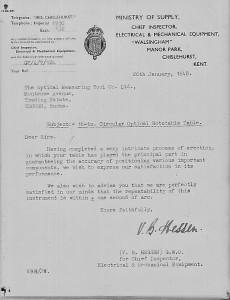 MINISTRY OF SUPPLY,
CHIEF INSPECTOR,
ELECTRICAL & MECHANICAL EQUIPMENT,
"WALSINGHAM"
MANOR PARK,
CHISLEHURST,
KENT.
20th January, 1948.
The Optical Measuring Tool Co. Ltd.,
Montrose Avenue,
Trading Estate,
SLOUGH, Bucks.
Subject:- Circular Optical Rotatable Table.
Dear Sirs,
Having completed a very intricate process of erection,
in which your table has played the principal part in
guaranteeing the accuracy of positioning various important
components, we wish to express our satisfaction in its
performance.
We also wish to advise you that we are perfectly
satisfied in our minds that the repeatability of this
instrument is within ± one second of arc.
Yours faithfully,
V. B. Hessen
(V. B. HESSEN)
for Chief Inspector,
Electrical & Mechanical Equipment.